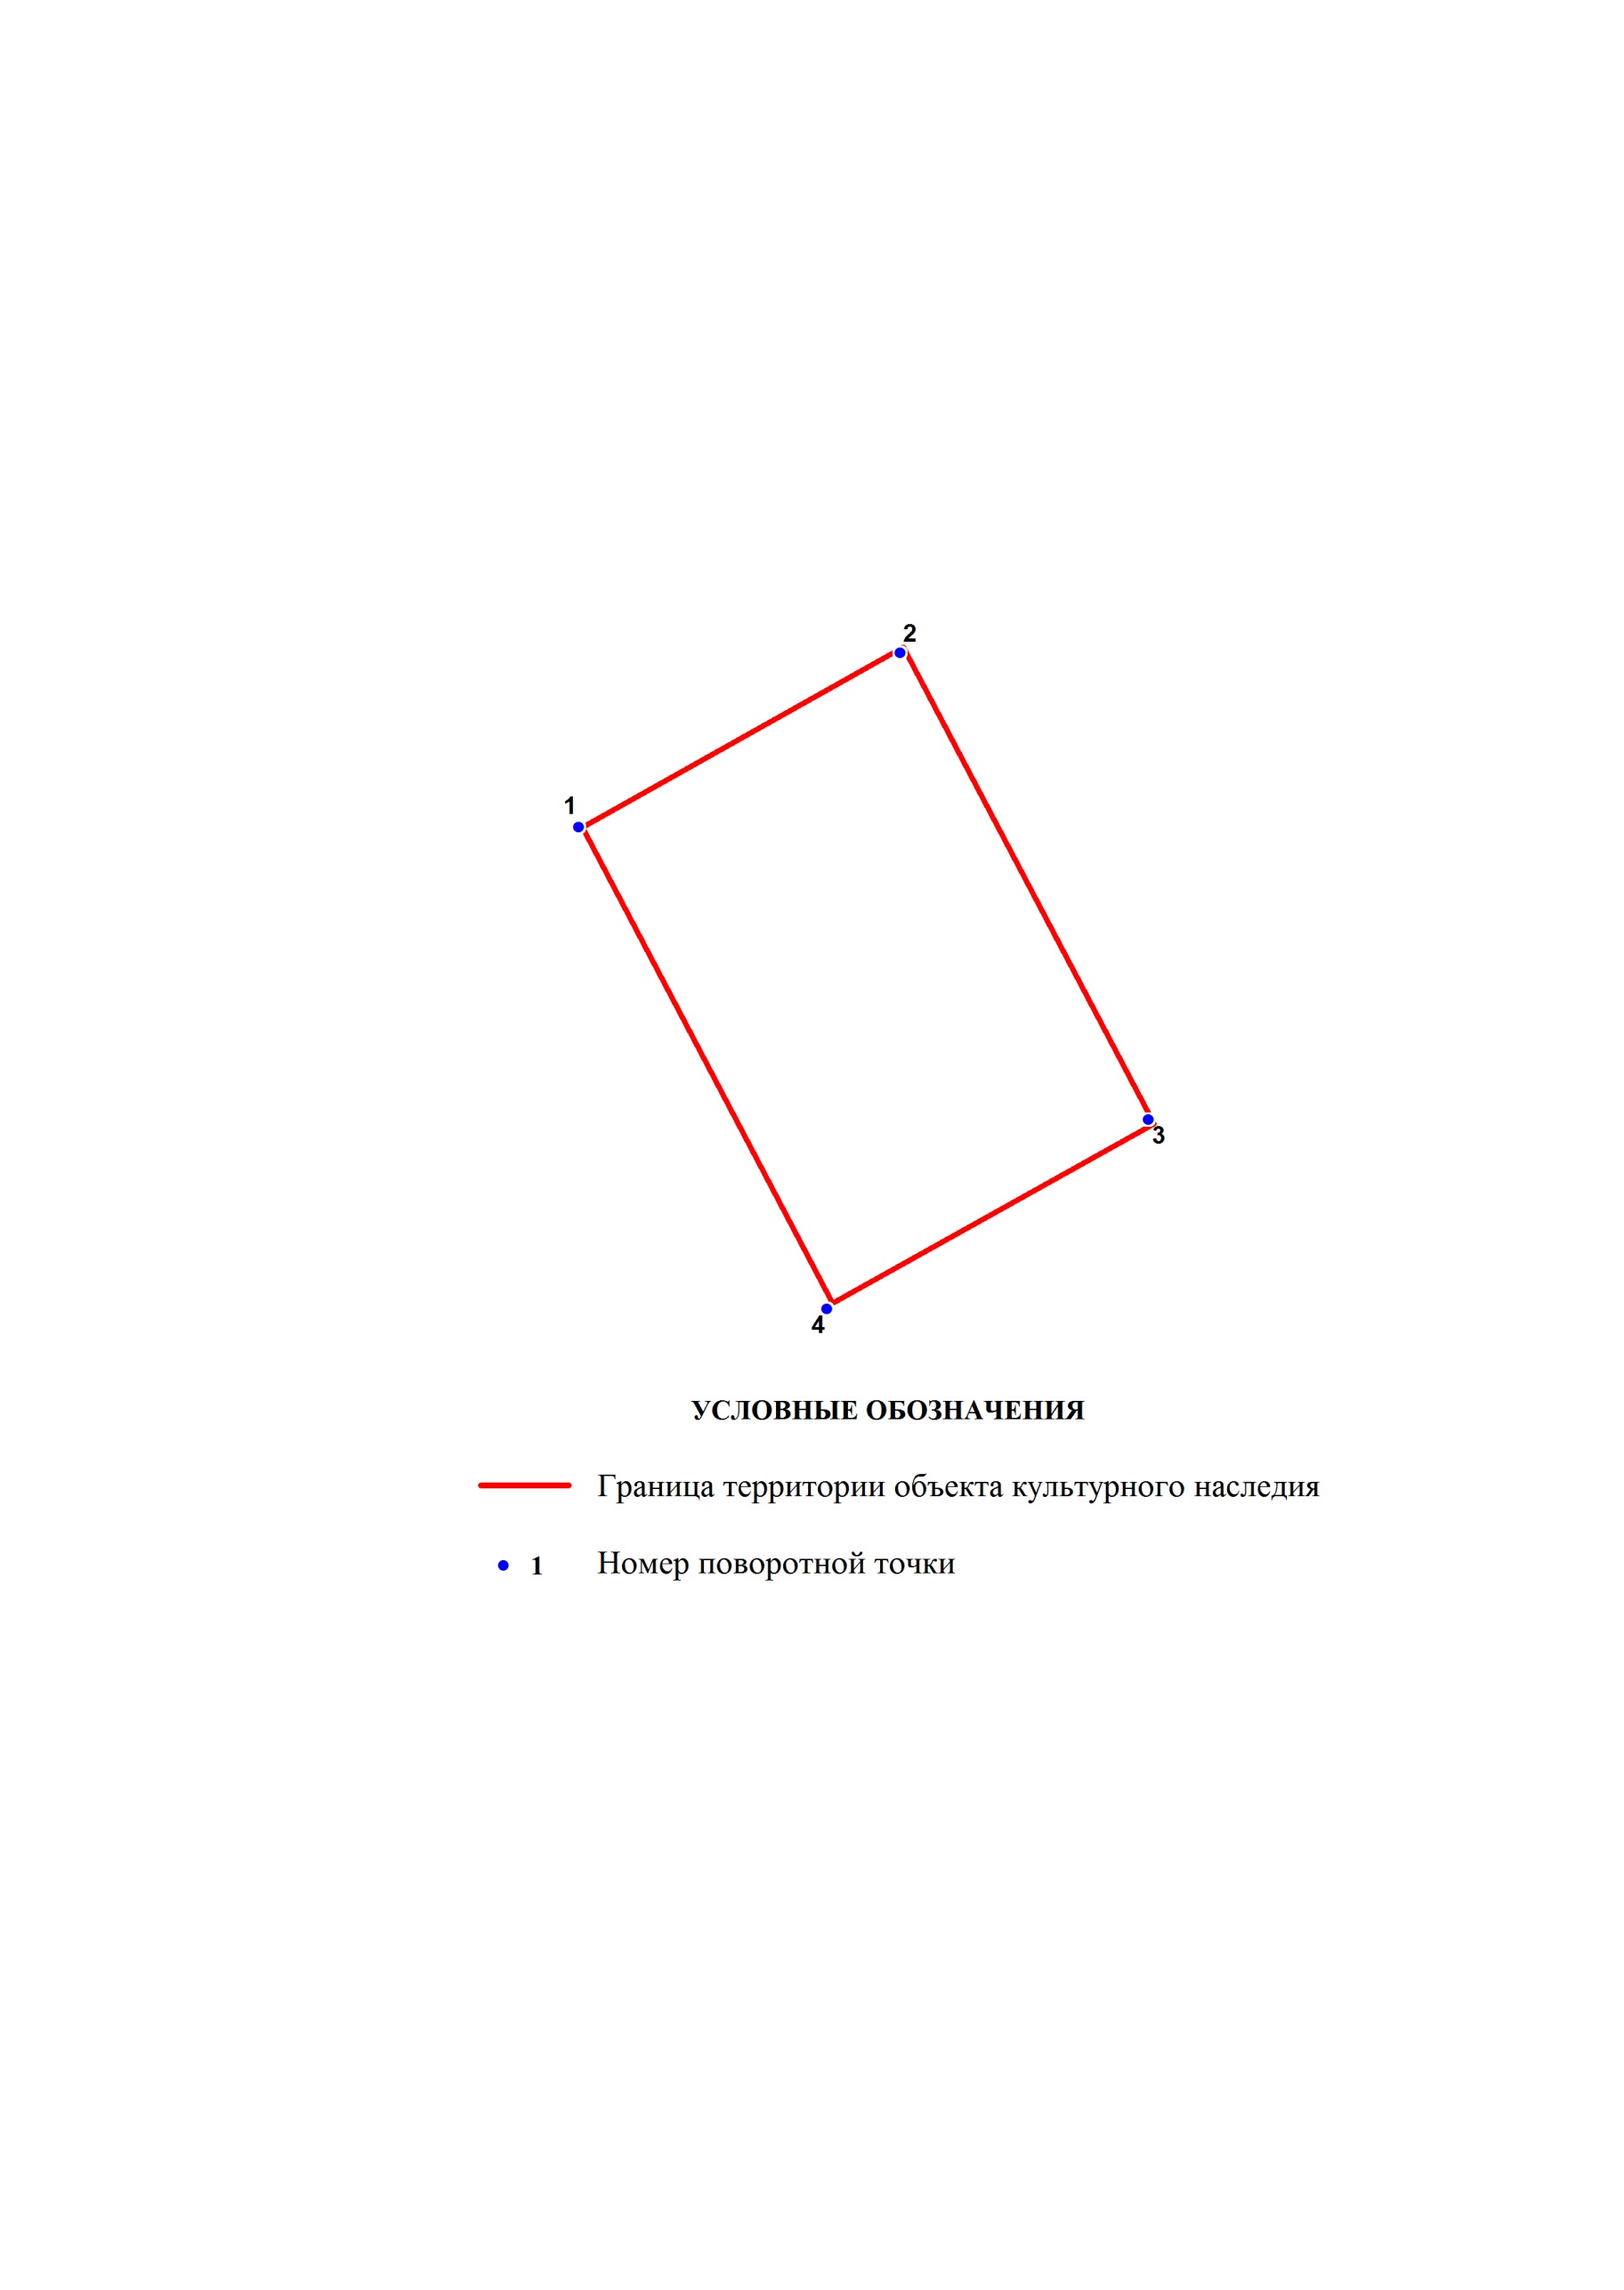 2
1
3
4
УСЛОВНЫЕ ОБОЗНАЧЕНИЯ
Граница территории объекта культурного наследия
1 Номер поворотной точки